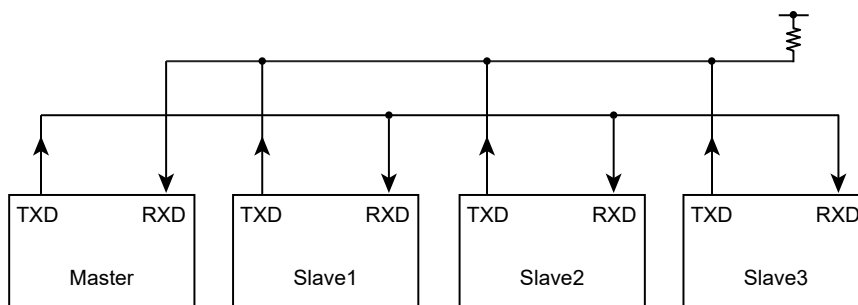 TXD RXD TXD RXD TXD RXD TXD RXD
Master Slave1 Slave2 Slave3